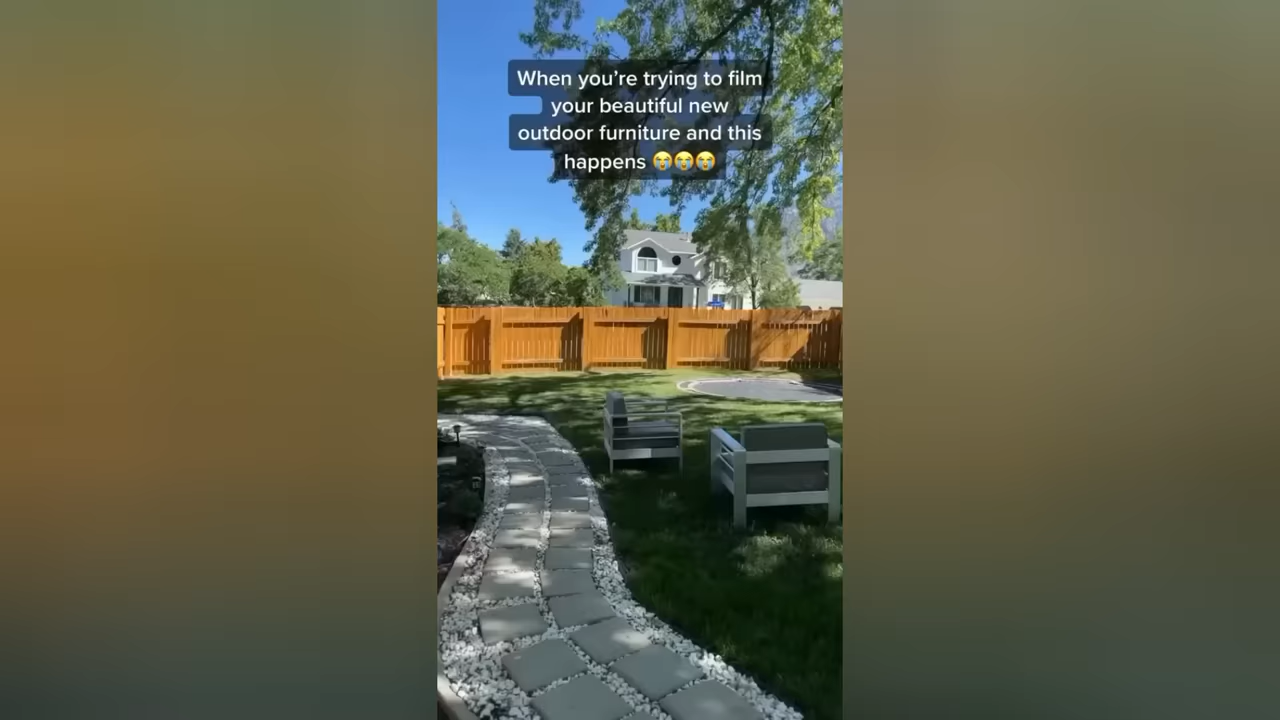 When you’re trying to film
your beautiful new
outdoor furniture and this
happens 😭😭😭